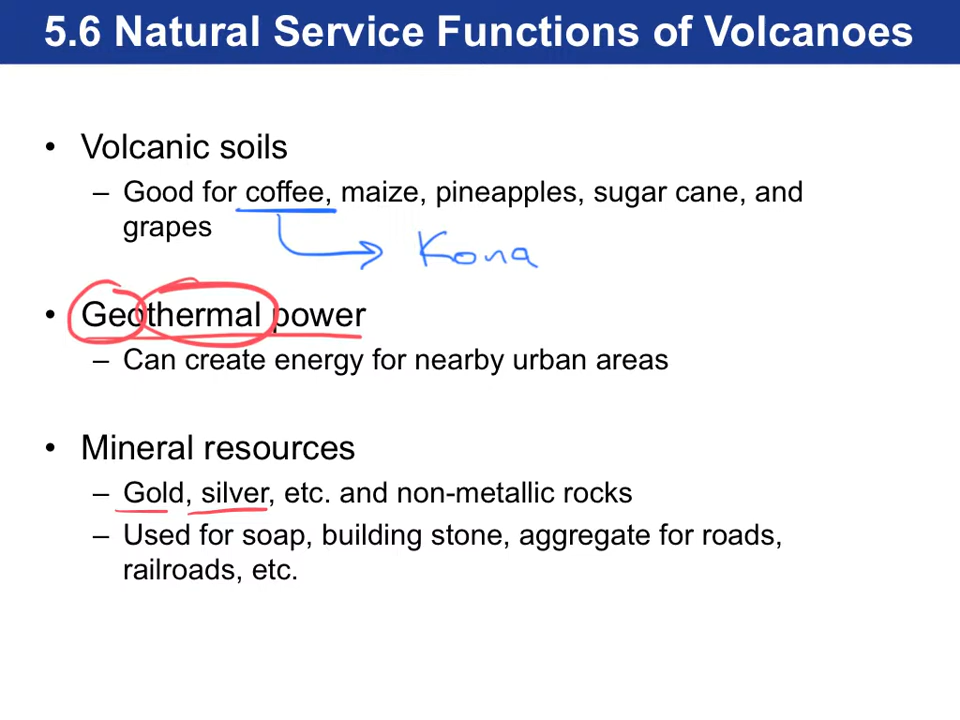 5.6 Natural Service Functions of Volcanoes
• Volcanic soils
– Good for coffee, maize, pineapples, sugar cane, and
grapes
Kona
• Geothermal power
– Can create energy for nearby urban areas
• Mineral resources
– Gold, silver, etc. and non-metallic rocks
– Used for soap, building stone, aggregate for roads,
railroads, etc.